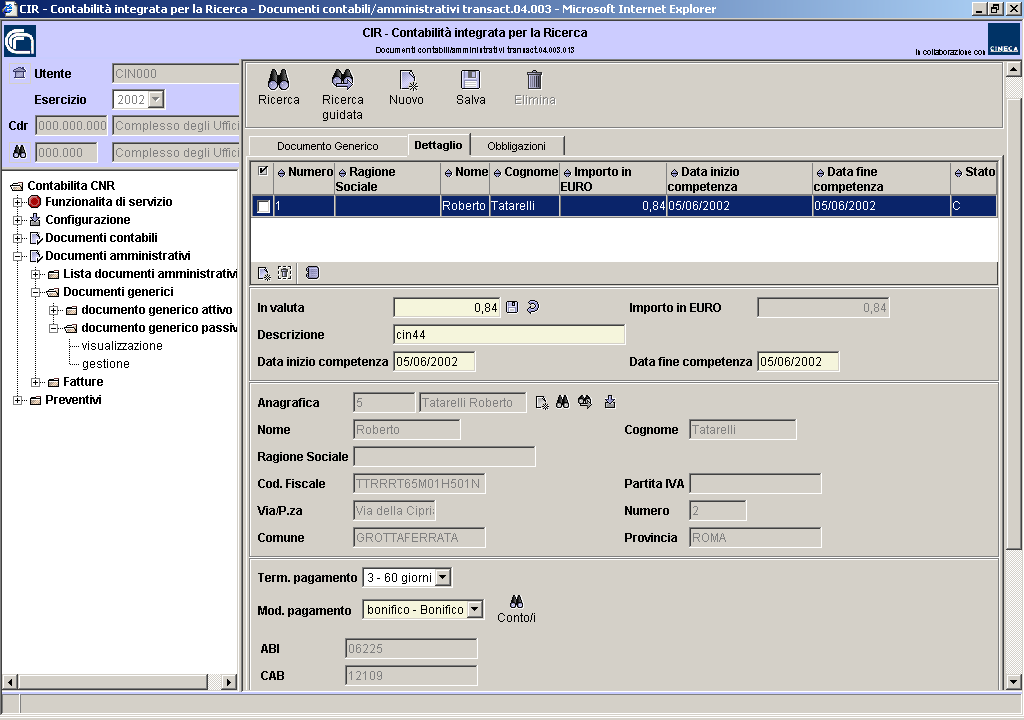 CIR - Contabilità integrata per la Ricerca - Documenti contabili/amministrativi transact.04.003 - Microsoft Internet Explorer
CIR - Contabilità integrata per la Ricerca
Documenti contabili/amministrativi transact.04.003.013
In collaborazione con CINECA
Utente CIN000
Esercizio 2002
Cdr 000.000.000 Complesso degli Uffici
000.000 Complesso degli Uffici
Ricerca Ricerca guidata Nuovo Salva Elimina
Contabilita CNR
Funzionalita di servizio
Configurazione
Documenti contabili
Documenti amministrativi
Lista documenti amministrativi
Documenti generici
documento generico attivo
documento generico passiv
visualizzazione
gestione
Fatture
Preventivi
Documento Generico Dettaglio Obbligazioni
Numero Ragione Sociale Nome Cognome Importo in EURO Data inizio competenza Data fine competenza Stato
1 Roberto Tatarelli 0,84 05/06/2002 05/06/2002 C
In valuta 0,84 Importo in EURO 0,84
Descrizione cin44
Data inizio competenza 05/06/2002 Data fine competenza 05/06/2002
Anagrafica 5 Tatarelli Roberto
Nome Roberto Cognome Tatarelli
Ragione Sociale
Cod. Fiscale TTRRRT65M01H501N Partita IVA
Via/P.za Via della Cipri Numero 2
Comune GROTTAFERRATA Provincia ROMA
Term. pagamento 3 - 60 giorni
Mod. pagamento bonifico - Bonifico Conto/i
ABI 06225
CAB 12109